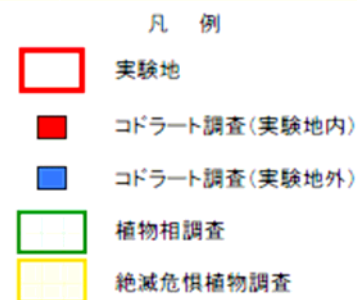 凡 例
実験地
コドラート調査(実験地内)
コドラート調査(実験地外)
植物相調査
絶滅危惧植物調査